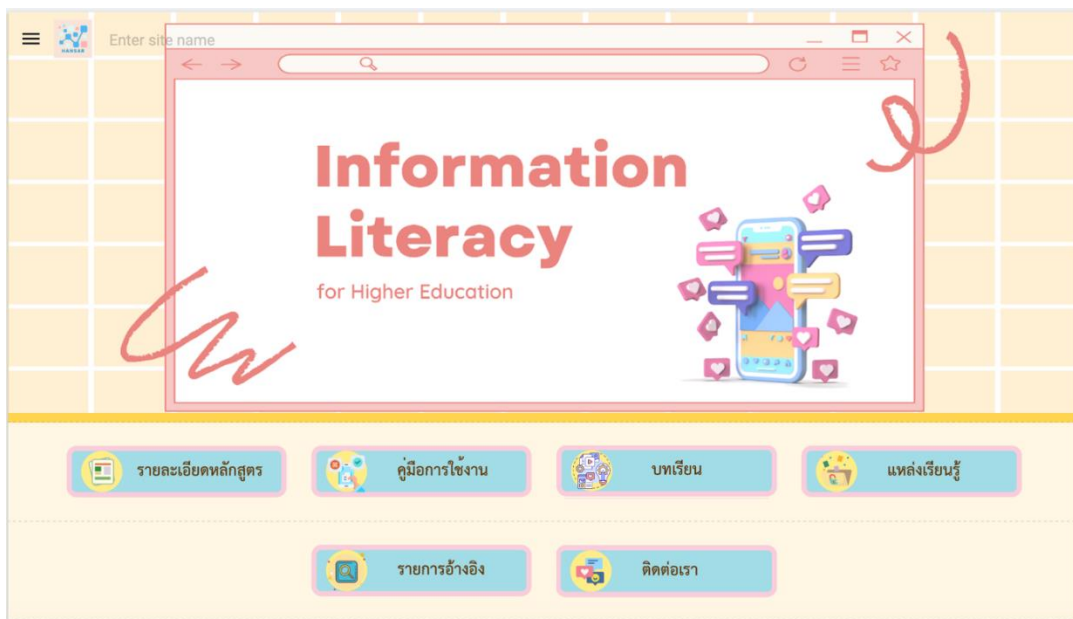 Enter site name
Information
Literacy
for Higher Education
รายละเอียดหลักสูตร
คู่มือการใช้งาน
บทเรียน
แหล่งเรียนรู้
รายการอ้างอิง
ติดต่อเรา